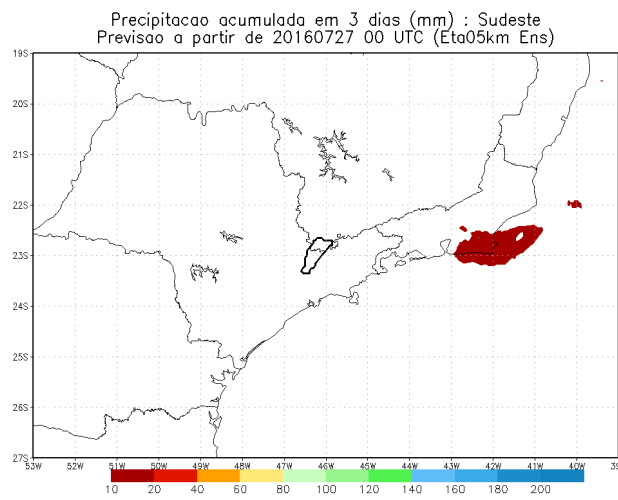 Precipitacao acumulada em 3 dias (mm) : Sudeste
Previsao a partir de 20160727 00 UTC (Eta05km Ens)
19S
20S
21S
22S
23S
24S
25S
26S
27S
53W 52W 51W 50W 49W 48W 47W 46W 45W 44W 43W 42W 41W 40W 39
10 20 40 60 80 100 120 140 160 180 200